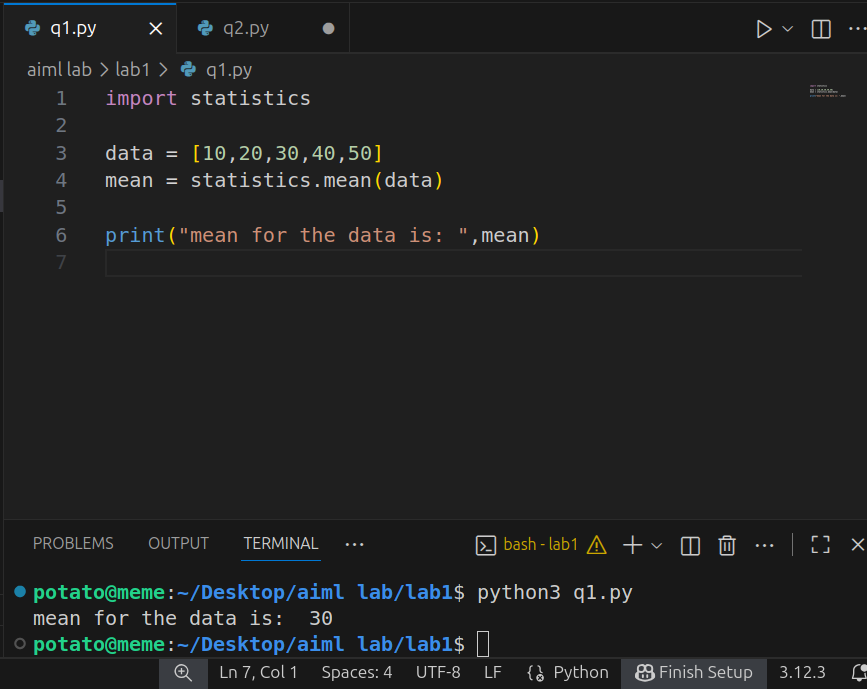 q1.py q2.py
aiml lab > lab1 > q1.py
1 import statistics
2
3 data = [10,20,30,40,50]
4 mean = statistics.mean(data)
5
6 print("mean for the data is: ",mean)
7
PROBLEMS OUTPUT TERMINAL ··· bash - lab1
potato@meme:~/Desktop/aiml lab/lab1$ python3 q1.py
mean for the data is:  30
potato@meme:~/Desktop/aiml lab/lab1$
Ln 7, Col 1 Spaces: 4 UTF-8 LF Python Finish Setup 3.12.3